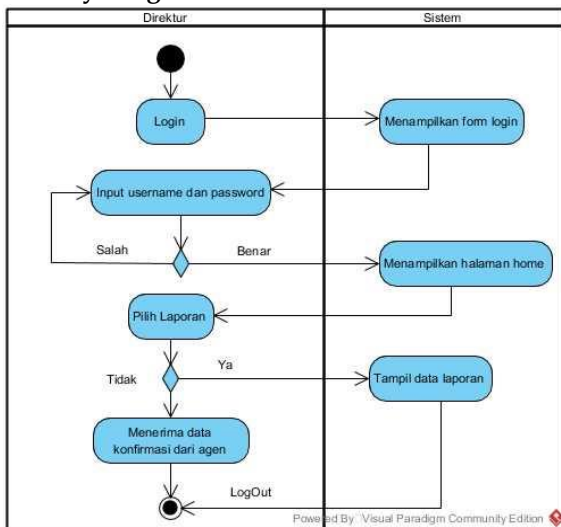 Direktur
Sistem
Login
Menampilkan form login
Input username dan password
Salah
Benar
Menampilkan halaman home
Pilih Laporan
Ya
Tidak
Tampil data laporan
Menerima data
konfirmasi dari agen
LogOut
Powered By Visual Paradigm Community Edition